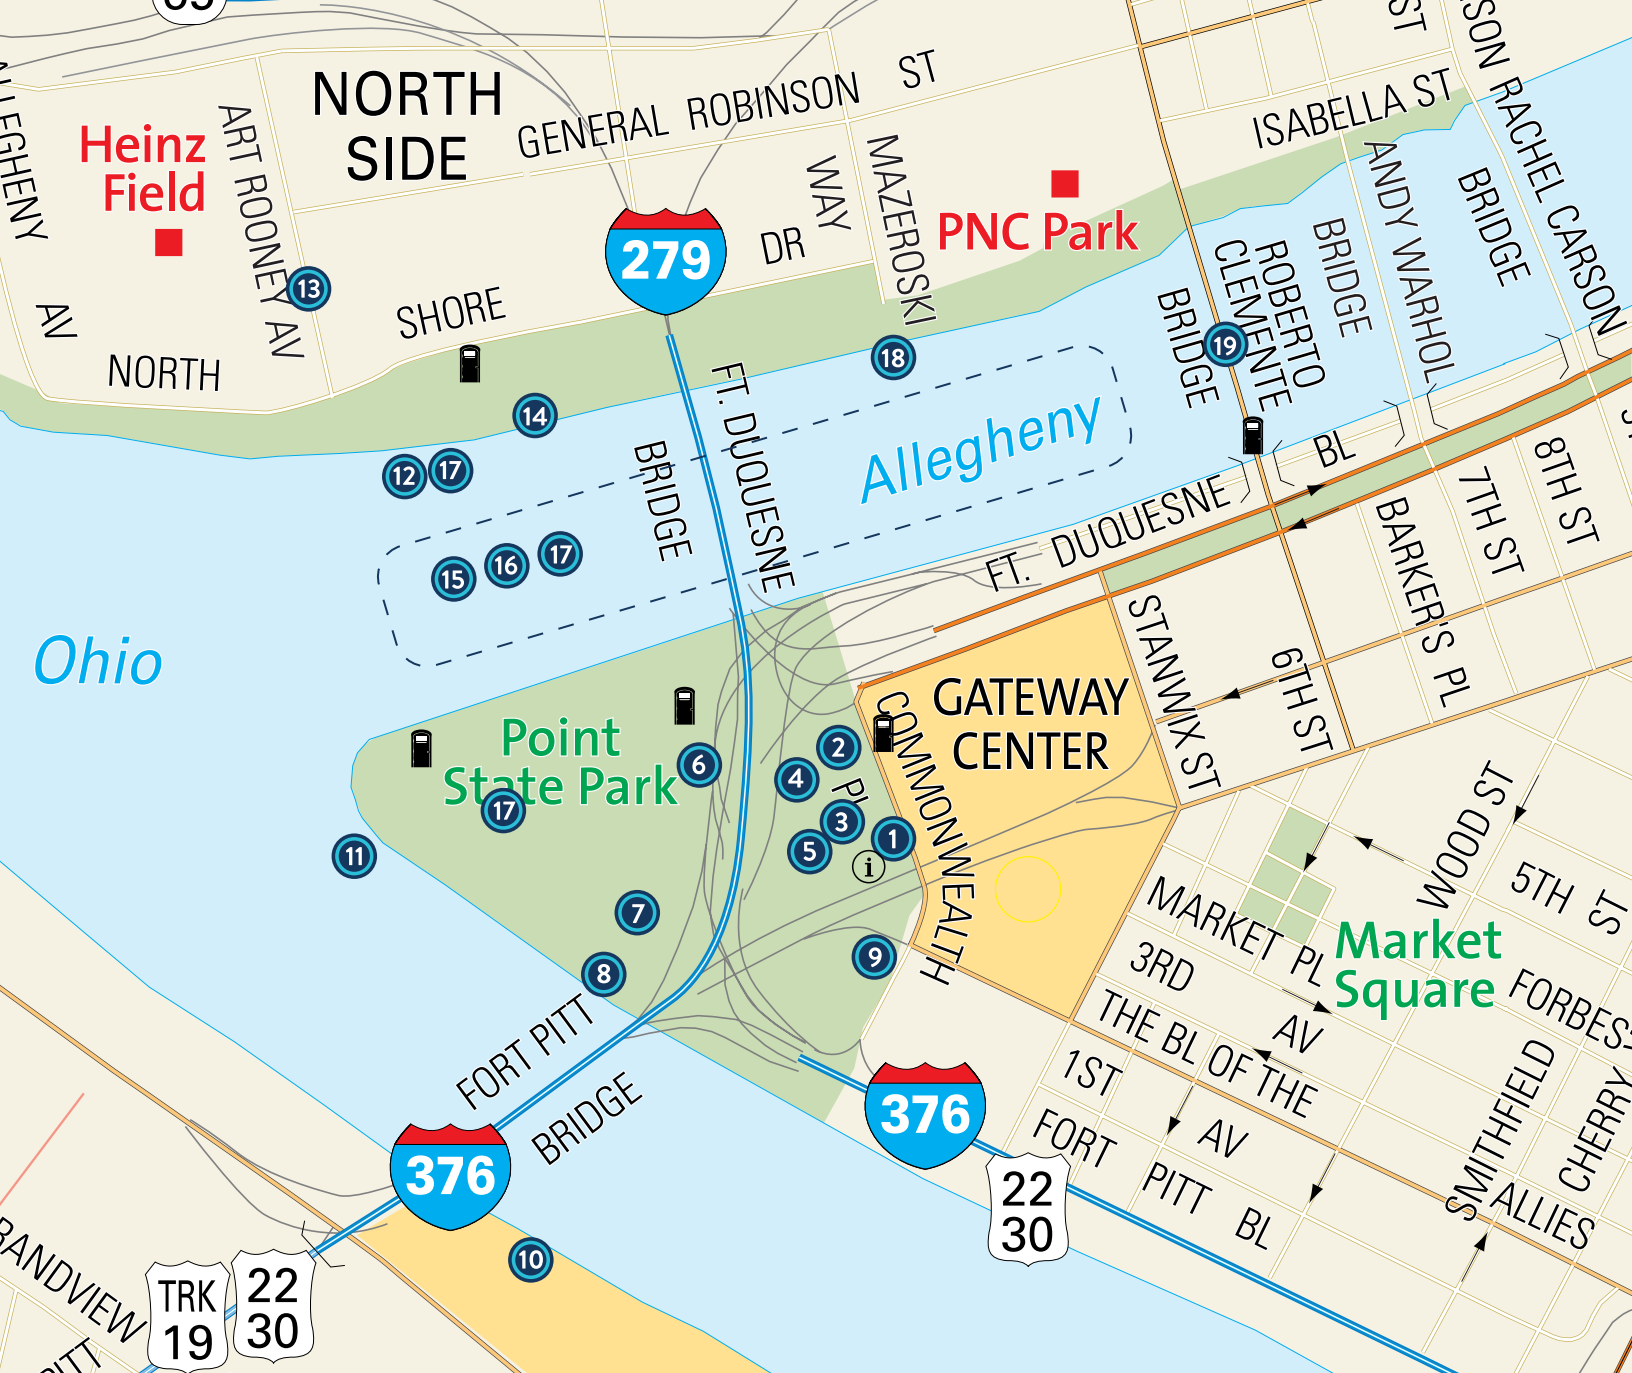 65
NORTH
SIDE
GENERAL ROBINSON ST
ISABELLA ST
ST
RACHEL CARSON
BRIDGE
ALLEGHENY
AV
Heinz
Field
ART ROONEY AV
13
279
DR
WAY
MAZEROSKI
PNC Park
ANDY WARHOL
BRIDGE
ROBERTO
CLEMENTE
BRIDGE
19
SHORE
NORTH
18
14
12
17
FT. DUQUESNE
BRIDGE
Allegheny
15
16
17
FT. DUQUESNE BL
BARKER'S PL
7TH ST
8TH ST
Ohio
STANWIX ST
6TH ST
GATEWAY
CENTER
COMMONWEALTH
PL
Point
State Park
6
2
4
3
5
1
i
17
11
7
8
9
WOOD ST
5TH ST
MARKET PL
Market
Square
3RD
AV
FORBES
THE BL OF THE
ALLIES
1ST
AV
FORT
PITT
BL
SMITHFIELD
CHERRY
FORT PITT
BRIDGE
376
376
22
30
10
RANDVIEW
TRK
19
22
30
PITT